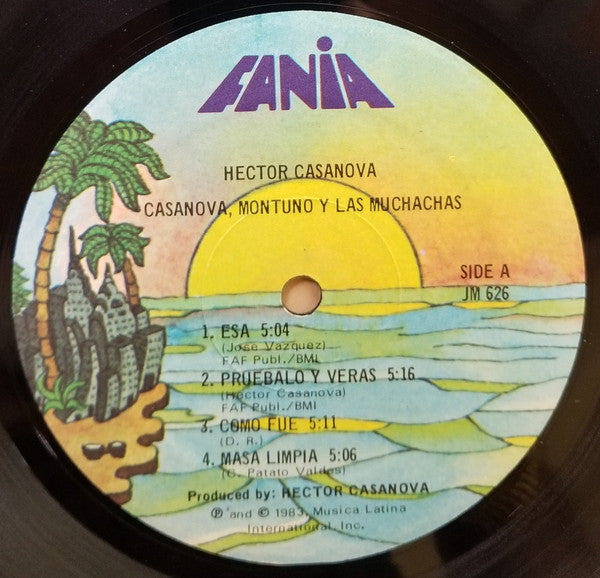 FANIA
HECTOR CASANOVA
CASANOVA, MONTUNO Y LAS MUCHACHAS
SIDE A
JM 626
1. ESA 5:04
(Jose Vazquez)
FAF Publ./BMI
2. PRUEBALO Y VERAS 5:16
(Hector Casanova)
FAF Publ./BMI
3. COMO FUE 5:11
(D. R.)
4. MASA LIMPIA 5:06
(C. Patato Valdes)
Produced by: HECTOR CASANOVA
℗ and © 1983, Musica Latina
International, Inc.